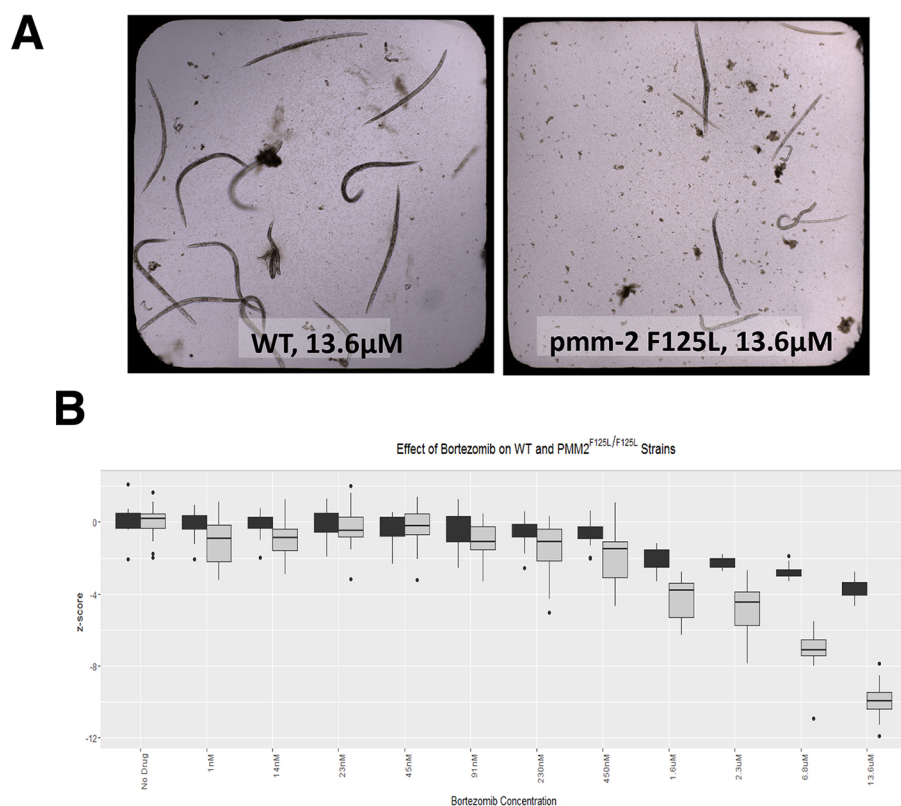 A
WT, 13.6µM
pmm-2 F125L, 13.6µM
B
Effect of Bortezomib on WT and PMM2^F125L/F125L Strains
z-score
0
-4
-8
-12
No Drug
1nM
14nM
23nM
45nM
91nM
230nM
450nM
1.6uM
2.3uM
6.8uM
13.6uM
Bortezomib Concentration